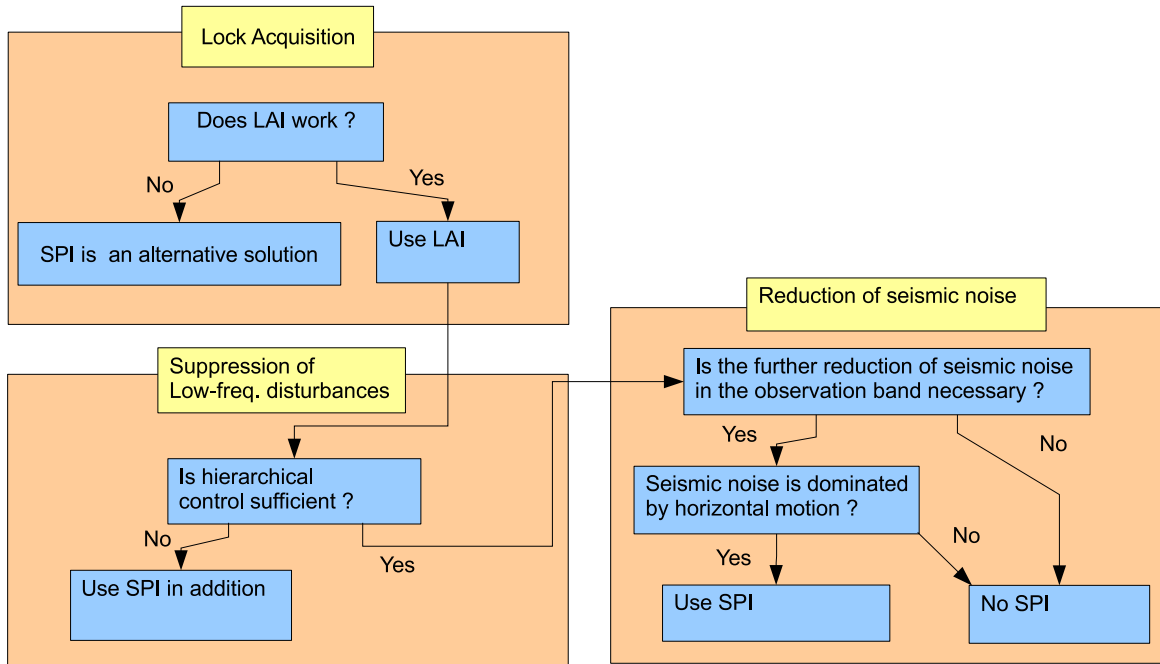 Lock Acquisition
Does LAI work ?
No
Yes
SPI is an alternative solution
Use LAI
Suppression of
Low-freq. disturbances
Is hierarchical
control sufficient ?
No
Yes
Use SPI in addition
Reduction of seismic noise
Is the further reduction of seismic noise
in the observation band necessary ?
Yes
No
Seismic noise is dominated
by horizontal motion ?
Yes
No
Use SPI
No SPI